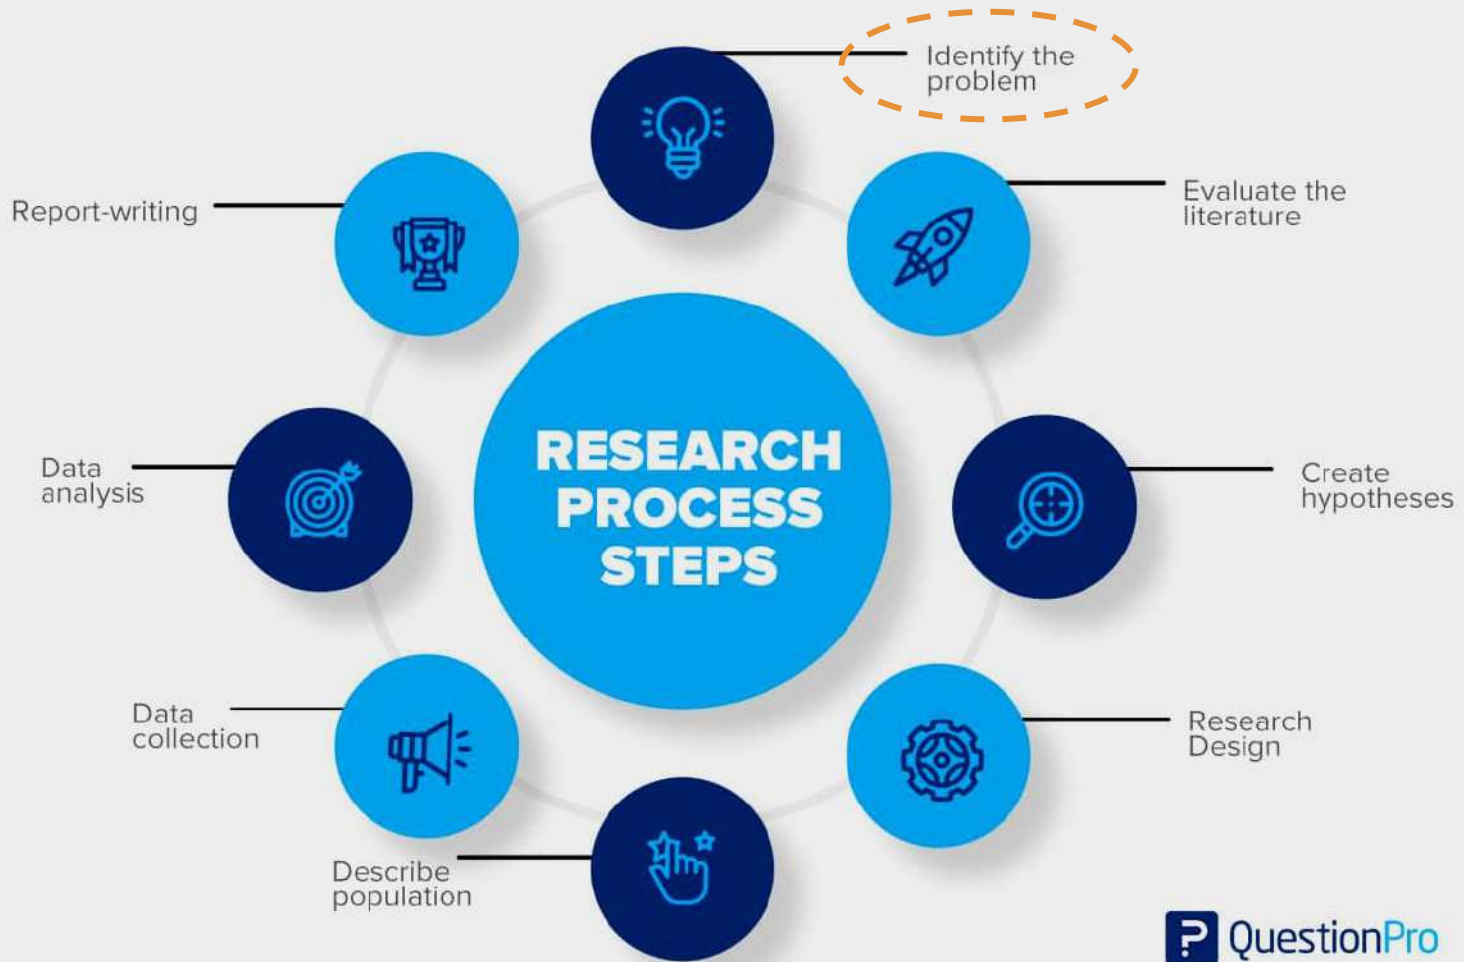 Identify the
problem
Evaluate the
literature
Create
hypotheses
Research
Design
Describe
population
Data
collection
Data
analysis
Report-writing
RESEARCH
PROCESS
STEPS
? QuestionPro